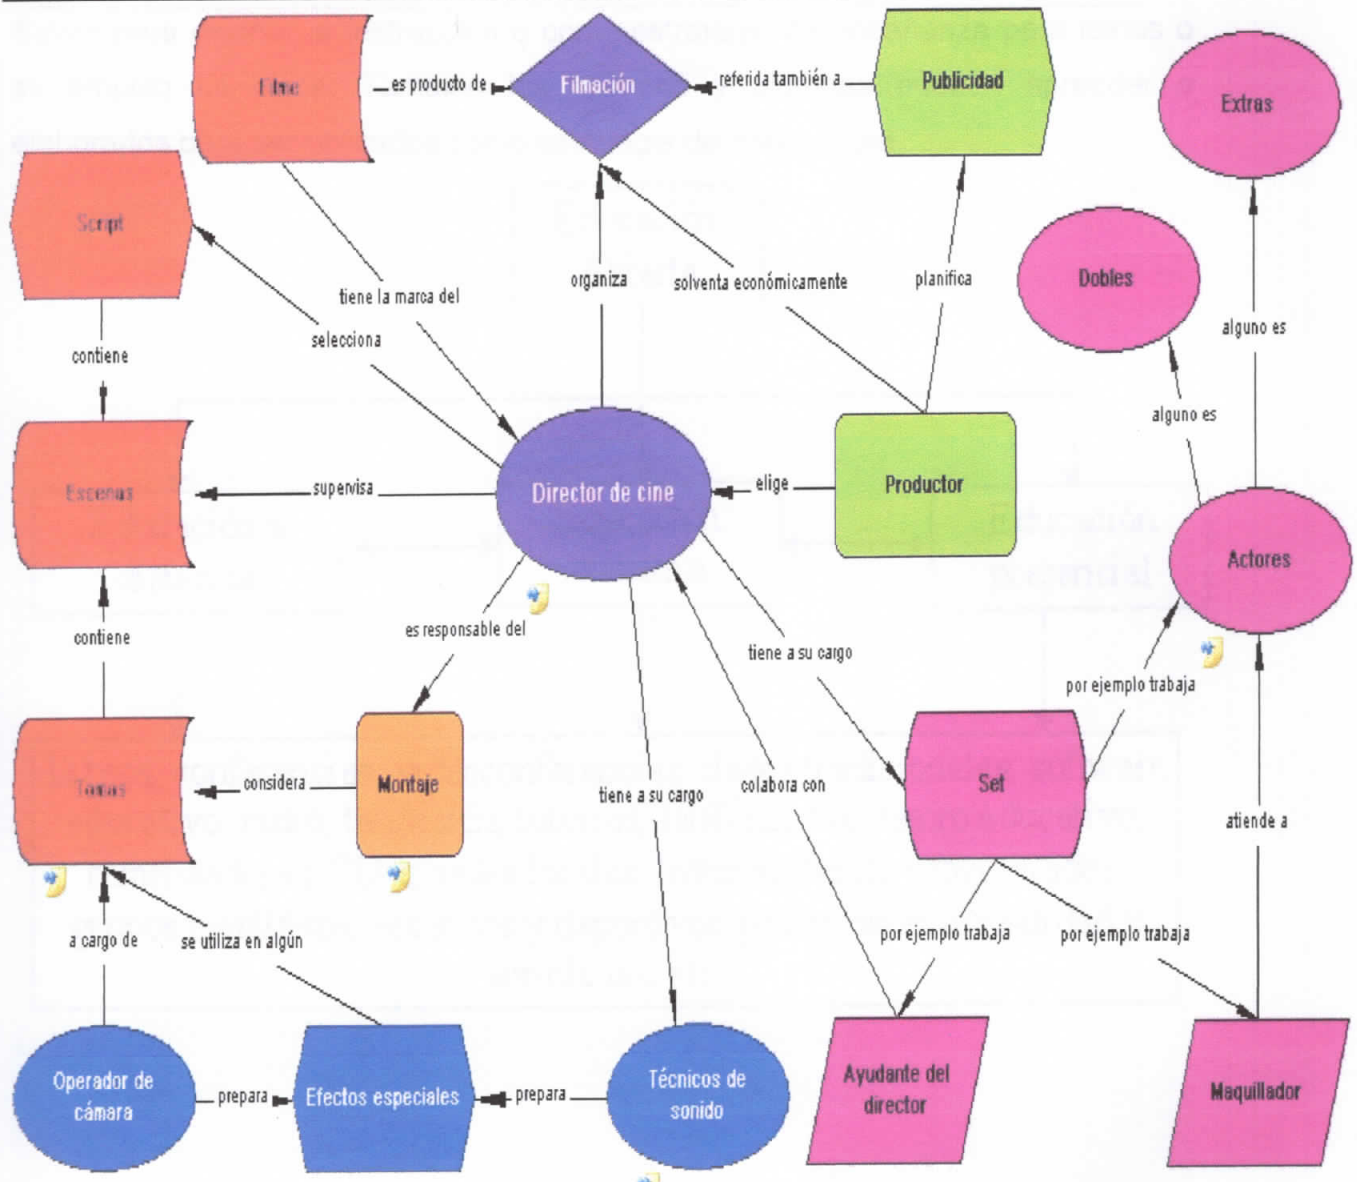 Filme
es producto de
Filmación
referida también a
Publicidad
Extras
Script
Dobles
organiza
solventa económicamente
planifica
tiene la marca del
selecciona
alguno es
contiene
alguno es
Escenas
supervisa
Director de cine
elige
Productor
Actores
contiene
es responsable del
tiene a su cargo
por ejemplo trabaja
Tomas
considera
Montaje
tiene a su cargo
colabora con
Set
atiende a
a cargo de
se utiliza en algún
por ejemplo trabaja
por ejemplo trabaja
Operador de
cámara
prepara
Efectos especiales
prepara
Técnicos de
sonido
Ayudante del
director
Maquillador